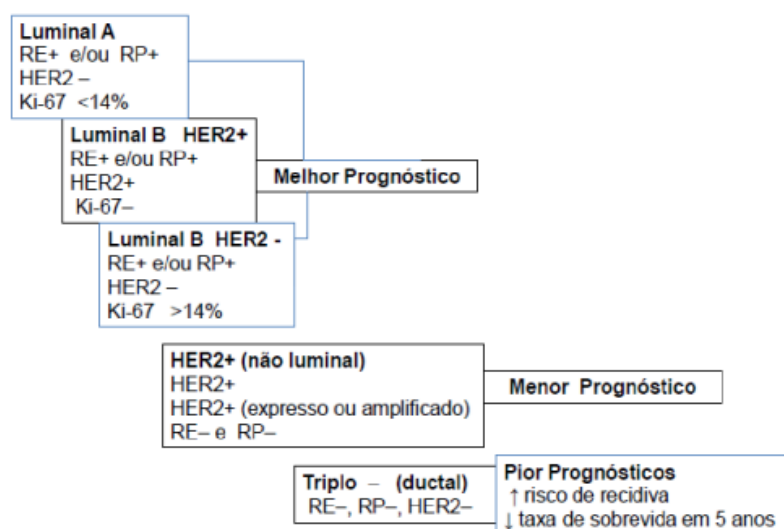 Luminal A
RE+ e/ou RP+
HER2 –
Ki-67 <14%
Luminal B HER2+
RE+ e/ou RP+
HER2+
Ki-67–
Melhor Prognóstico
Luminal B HER2 -
RE+ e/ou RP+
HER2 –
Ki-67 >14%
HER2+ (não luminal)
HER2+
HER2+ (expresso ou amplificado)
RE– e RP–
Menor Prognóstico
Triplo – (ductal)
RE–, RP–, HER2–
Pior Prognósticos
↑ risco de recidiva
↓ taxa de sobrevida em 5 anos